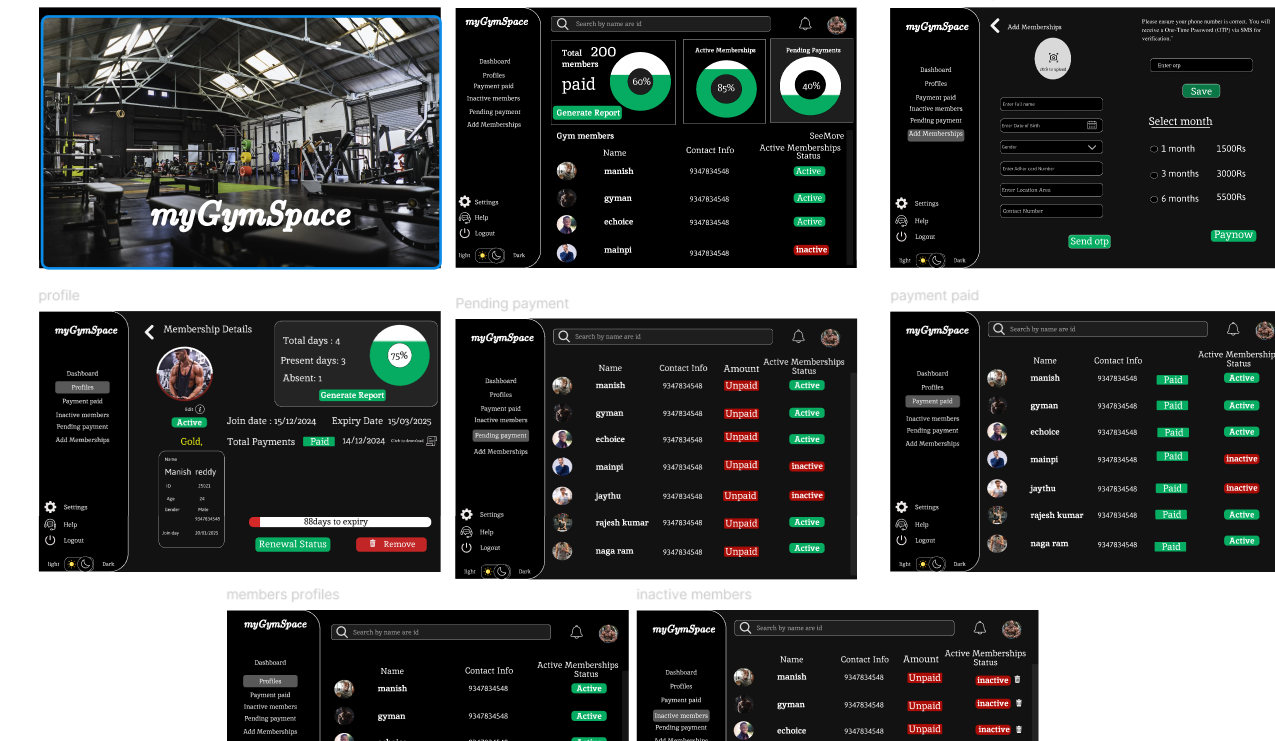 myGymSpace
myGymSpace
Dashboard
Profiles
Payment paid
Inactive members
Pending payment
Add Memberships
Settings
Help
Logout
light
Dark
Search by name are id
Total 200
members
paid
60%
Generate Report
Active Memberships
85%
Pending Payments
40%
Gym members
SeeMore
Name
Contact Info
Active Memberships
Status
manish 9347834548 Active
gyman 9347834548 Active
echoice 9347834548 Active
mainpi 9347834548 inactive
myGymSpace
Dashboard
Profiles
Payment paid
Inactive members
Pending payment
Add Memberships
Settings
Help
Logout
light
Dark
Add Memberships
click to upload
Enter Full name
Enter Date of Birth
Gender
Enter Adhar card Number
Enter Location Area
Contact Number
Send otp
Please ensure your phone number is correct. You will
receive a One-Time Password (OTP) via SMS for
verification."
Enter otp
Save
Select month
1 month 1500Rs
3 months 3000Rs
6 months 5500Rs
Paynow
profile
myGymSpace
Dashboard
Profiles
Payment paid
Inactive members
Pending payment
Add Memberships
Settings
Help
Logout
light
Dark
Membership Details
Edit
Active
Gold,
Total days : 4
Present days: 3
Absent: 1
75%
Generate Report
Join date : 15/12/2024 Expiry Date 15/03/2025
Total Payments Paid 14/12/2024 Click to download
Name
Manish reddy
ID 25021
Age 24
Gender Male
9347834548
Join day 20/01/2025
88days to expiry
Renewal Status
Remove
Pending payment
myGymSpace
Dashboard
Profiles
Payment paid
Inactive members
Pending payment
Add Memberships
Settings
Help
Logout
light
Dark
Search by name are id
Name
Contact Info
Amount
Active Memberships
Status
manish 9347834548 Unpaid Active
gyman 9347834548 Unpaid Active
echoice 9347834548 Unpaid Active
mainpi 9347834548 Unpaid inactive
jaythu 9347834548 Unpaid inactive
rajesh kumar 9347834548 Unpaid Active
naga ram 9347834548 Unpaid Active
payment paid
myGymSpace
Dashboard
Profiles
Payment paid
Inactive members
Pending payment
Add Memberships
Settings
Help
Logout
light
Dark
Search by name are id
Name
Contact Info
Active Membership
Status
manish 9347834548 Paid Active
gyman 9347834548 Paid Active
echoice 9347834548 Paid Active
mainpi 9347834548 Paid inactive
jaythu 9347834548 Paid inactive
rajesh kumar 9347834548 Paid Active
naga ram 9347834548 Paid Active
members profiles
myGymSpace
Dashboard
Profiles
Payment paid
Inactive members
Pending payment
Add Memberships
Search by name are id
Name
Contact Info
Active Memberships
Status
manish 9347834548 Active
gyman 9347834548 Active
inactive members
myGymSpace
Dashboard
Profiles
Payment paid
Inactive members
Pending payment
Add Memberships
Search by name are id
Name
Contact Info
Amount
Active Memberships
Status
manish 9347834548 Unpaid inactive
gyman 9347834548 Unpaid inactive
echoice 9347834548 Unpaid inactive